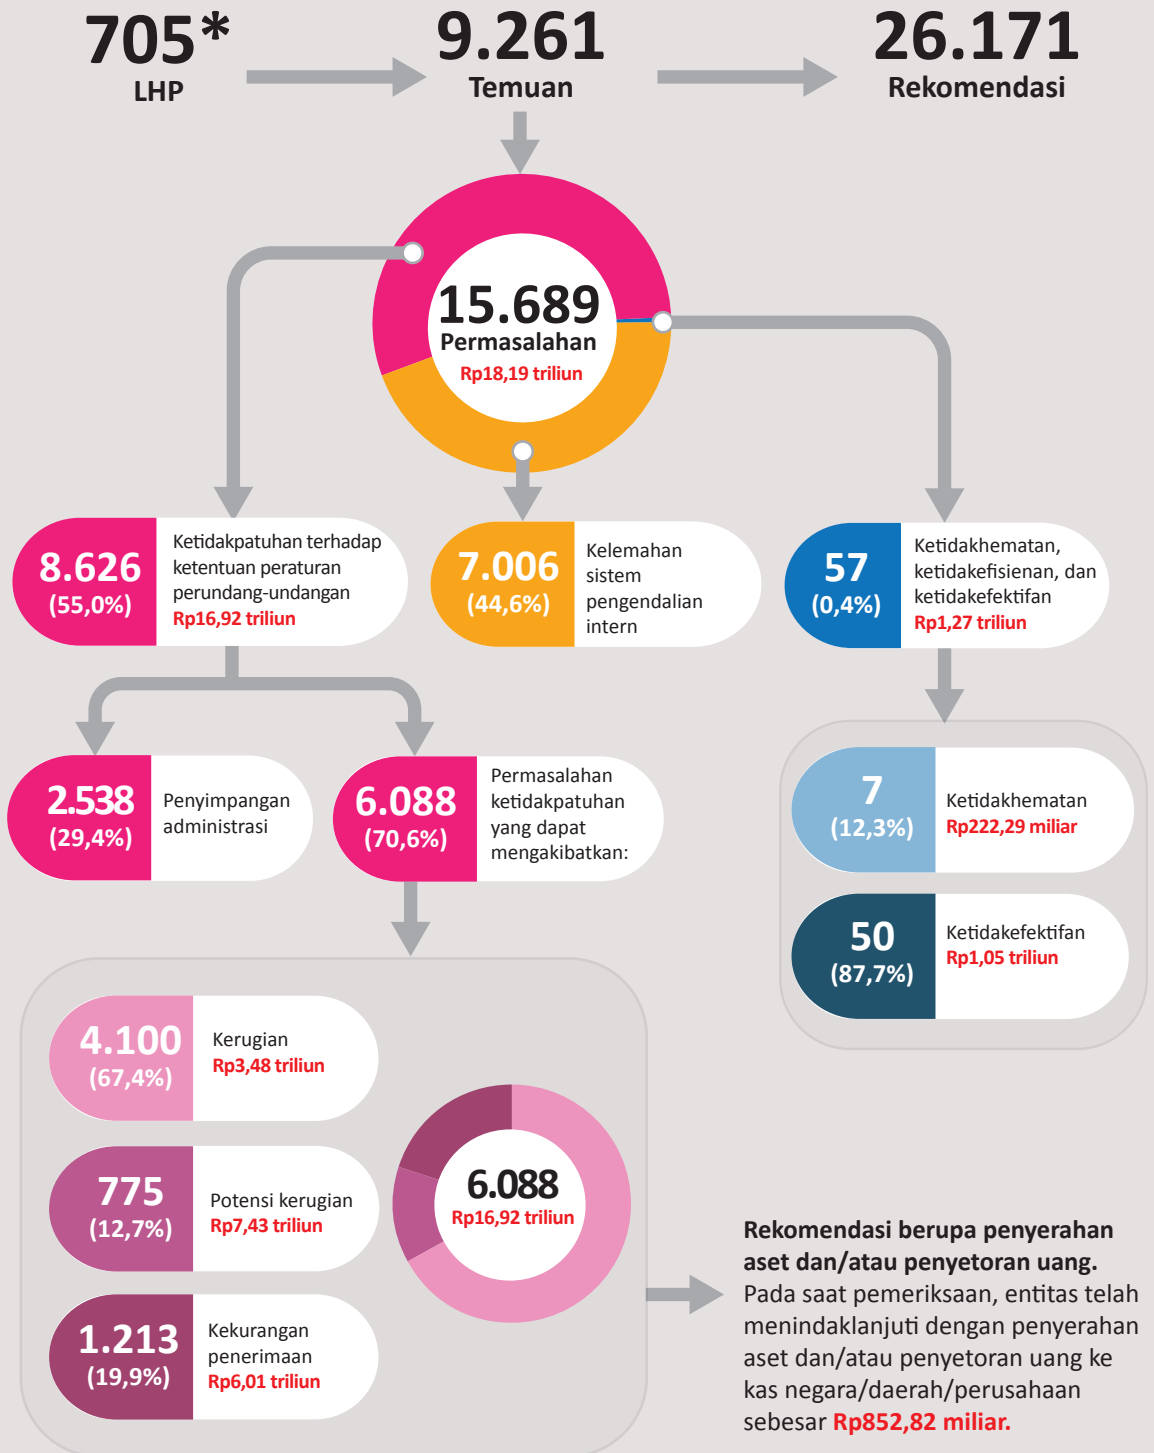 705*
LHP
9.261
Temuan
26.171
Rekomendasi
15.689
Permasalahan
Rp18,19 triliun
8.626
(55,0%)
Ketidakpatuhan terhadap
ketentuan peraturan
perundang-undangan
Rp16,92 triliun
7.006
(44,6%)
Kelemahan
sistem
pengendalian
intern
57
(0,4%)
Ketidakhematan,
ketidakefisienan, dan
ketidakefektifan
Rp1,27 triliun
2.538
(29,4%)
Penyimpangan
administrasi
6.088
(70,6%)
Permasalahan
ketidakpatuhan
yang dapat
mengakibatkan:
7
(12,3%)
Ketidakhematan
Rp222,29 miliar
50
(87,7%)
Ketidakefektifan
Rp1,05 triliun
4.100
(67,4%)
Kerugian
Rp3,48 triliun
775
(12,7%)
Potensi kerugian
Rp7,43 triliun
1.213
(19,9%)
Kekurangan
penerimaan
Rp6,01 triliun
6.088
Rp16,92 triliun
Rekomendasi berupa penyerahan
aset dan/atau penyetoran uang.
Pada saat pemeriksaan, entitas telah
menindaklanjuti dengan penyerahan
aset dan/atau penyetoran uang ke
kas negara/daerah/perusahaan
sebesar Rp852,82 miliar.